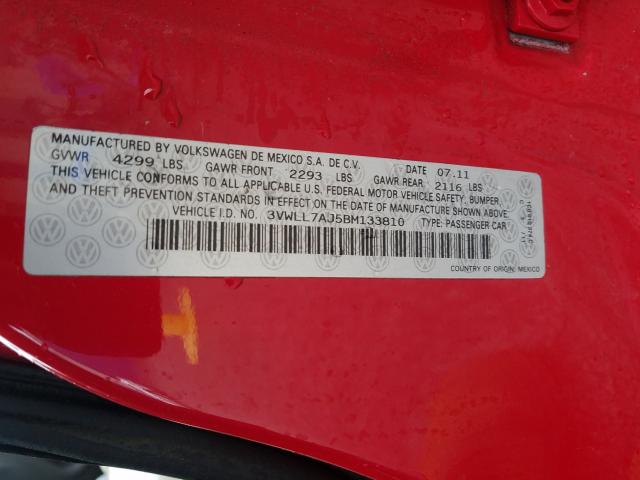 MANUFACTURED BY VOLKSWAGEN DE MEXICO S.A. DE C.V. DATE 07.11
GVWR 4299 LBS GAWR FRONT 2293 LBS GAWR REAR 2116 LBS
THIS VEHICLE CONFORMS TO ALL APPLICABLE U.S. FEDERAL MOTOR VEHICLE SAFETY, BUMPER,
AND THEFT PREVENTION STANDARDS IN EFFECT ON THE DATE OF MANUFACTURE SHOWN ABOVE.
VEHICLE I.D. NO. 3VWLL7AJ5BM133810 TYPE: PASSENGER CAR
COUNTRY OF ORIGIN: MEXICO